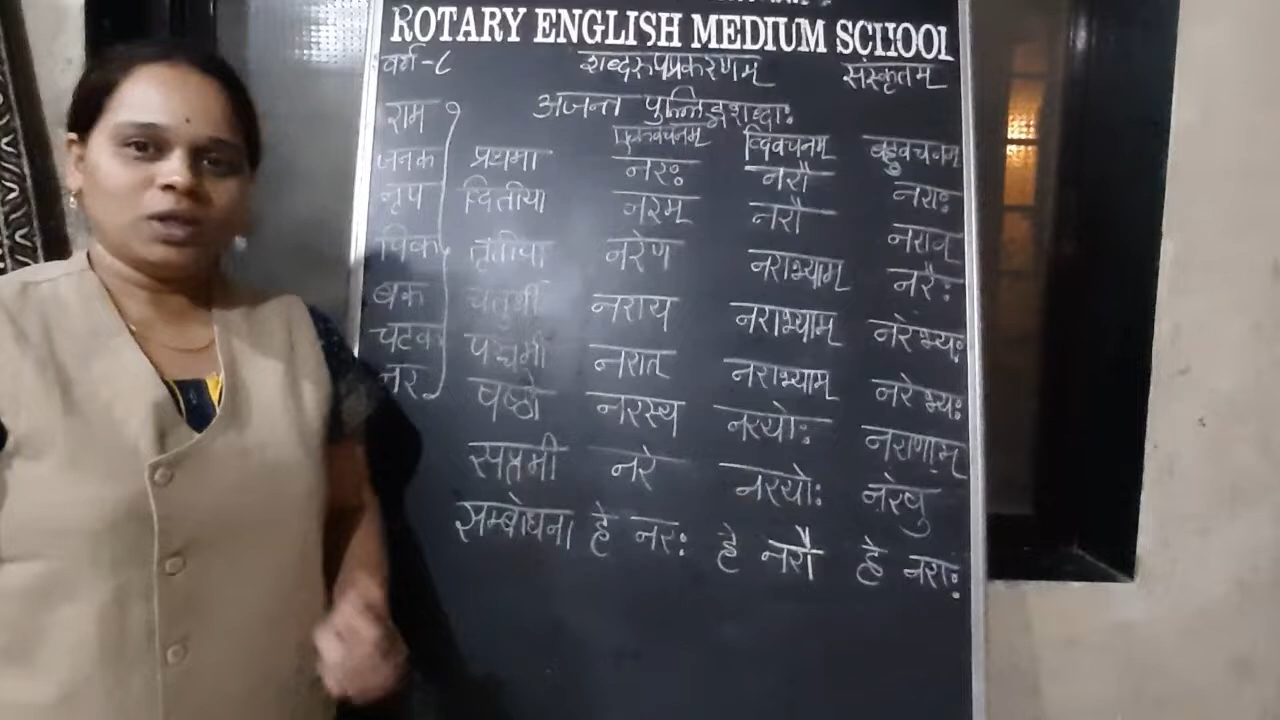 ROTARY ENGLISH MEDIUM SCHOOL
वर्ग-८ शब्दरुपप्रकरणम् संस्कृतम्
अजन्त पुल्लिङ्गशब्दाः
एकवचनम् द्विवचनम् बहुवचनम्
राम
जनक
नृप
पिक
बक
चटक
नर
प्रथमा नरः नरौ नराः
द्वितीया नरम् नरौ नरान्
तृतीया नरेण नराभ्याम् नरैः
चतुर्थी नराय नराभ्याम् नरेभ्यः
पञ्चमी नरात् नराभ्याम् नरेभ्यः
षष्ठी नरस्य नरयोः नराणाम्
सप्तमी नरे नरयोः नरेषु
सम्बोधना हे नरः हे नरौ हे नराः